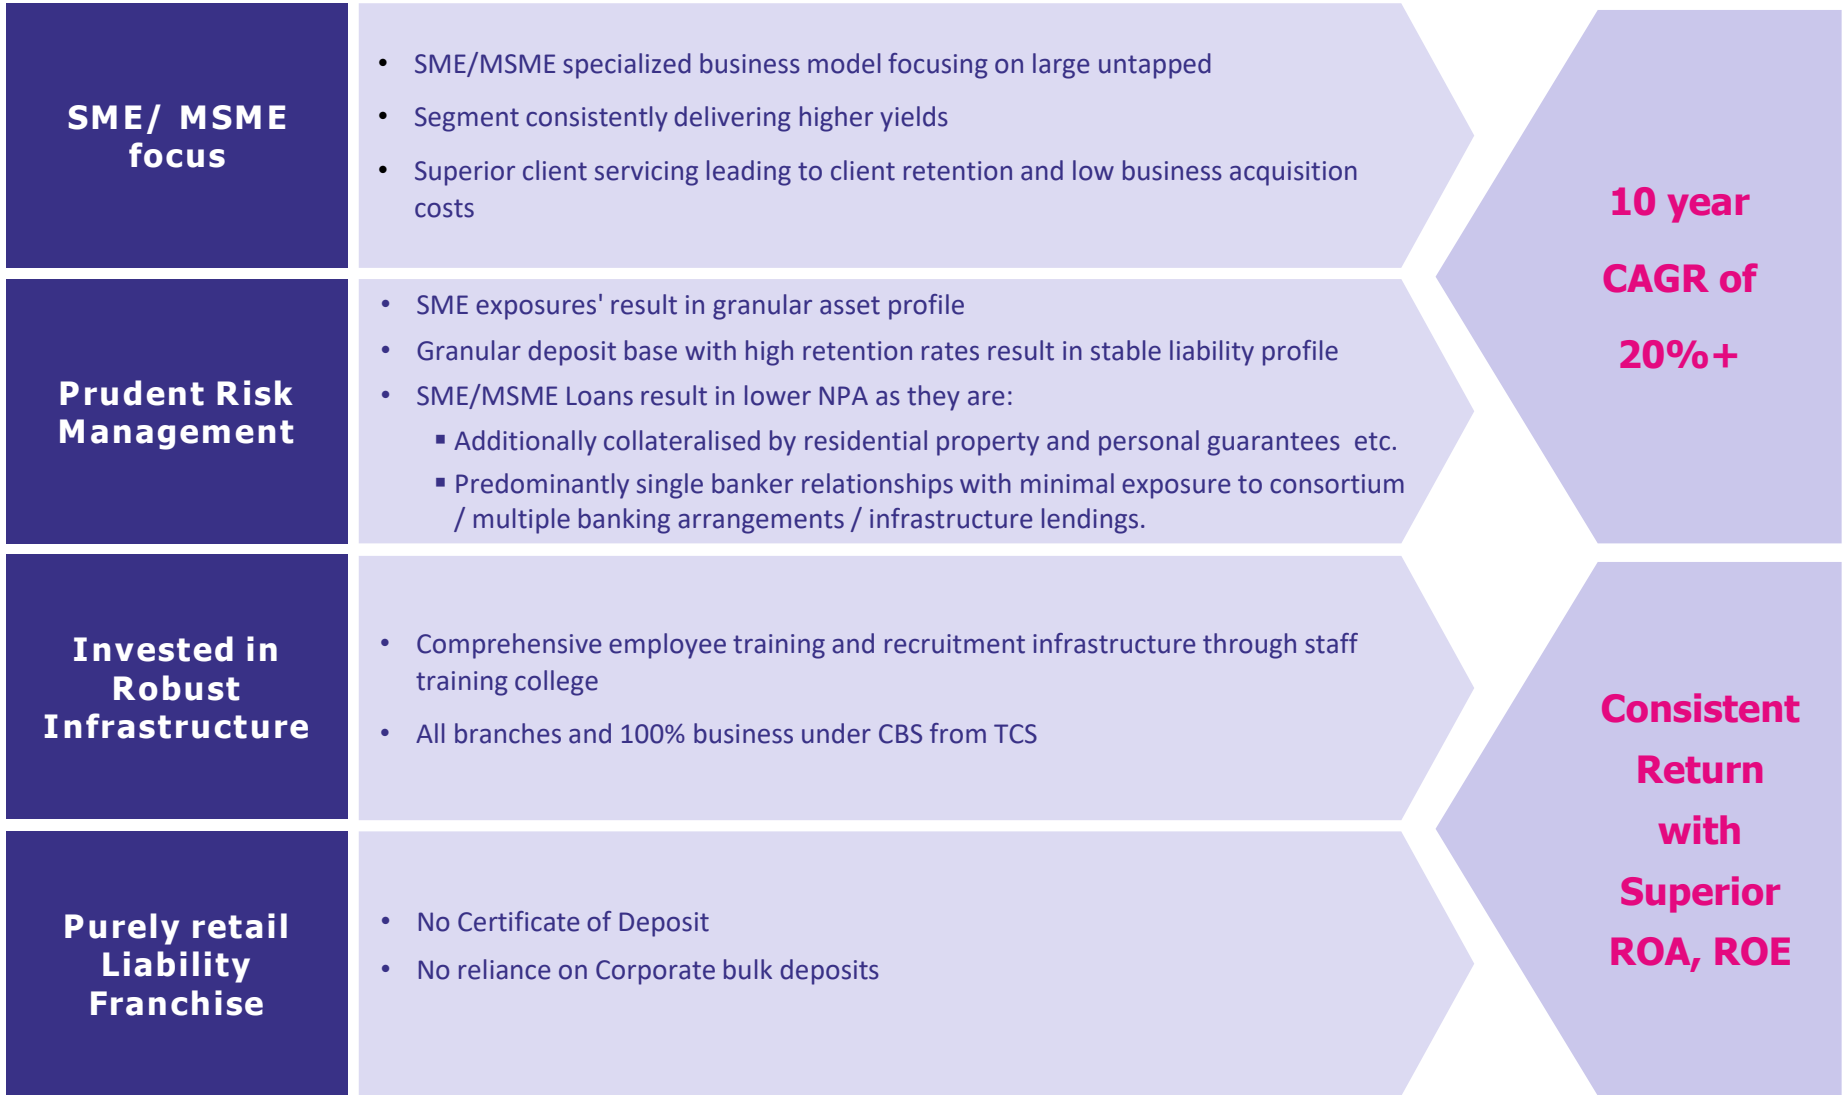 SME/ MSME
focus
• SME/MSME specialized business model focusing on large untapped
• Segment consistently delivering higher yields
• Superior client servicing leading to client retention and low business acquisition
costs
Prudent Risk
Management
• SME exposures' result in granular asset profile
• Granular deposit base with high retention rates result in stable liability profile
• SME/MSME Loans result in lower NPA as they are:
▪ Additionally collateralised by residential property and personal guarantees etc.
▪ Predominantly single banker relationships with minimal exposure to consortium
/ multiple banking arrangements / infrastructure lendings.
10 year
CAGR of
20%+
Invested in
Robust
Infrastructure
• Comprehensive employee training and recruitment infrastructure through staff
training college
• All branches and 100% business under CBS from TCS
Purely retail
Liability
Franchise
• No Certificate of Deposit
• No reliance on Corporate bulk deposits
Consistent
Return
with
Superior
ROA, ROE